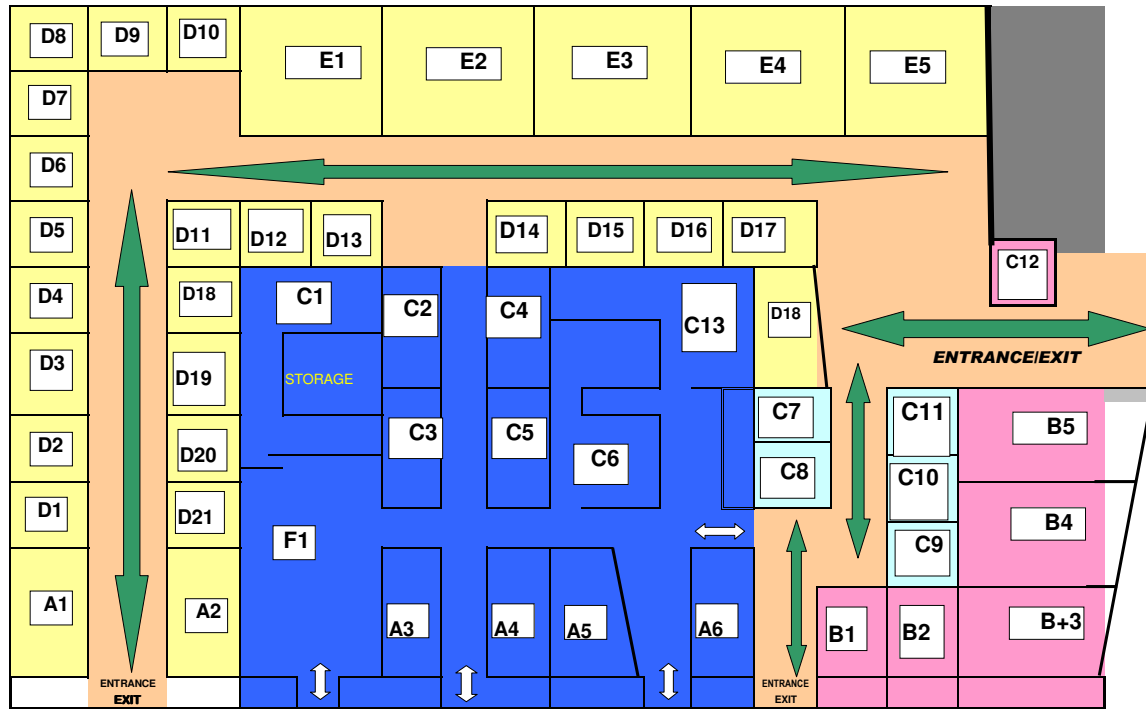 D8 D9 D10 E1 E2 E3 E4 E5
D7
D6
D5 D11 D12 D13 D14 D15 D16 D17
C12
D4 D18 C1 C2 C4 C13 D18
ENTRANCE/EXIT
D3 D19 STORAGE
C7 C11 B5
D2 D20 C3 C5 C6 C8 C10
D1 D21 F1 C9 B4
A1 A2 A3 A4 A5 A6 B1 B2 B+3
ENTRANCE ENTRANCE
EXIT EXIT